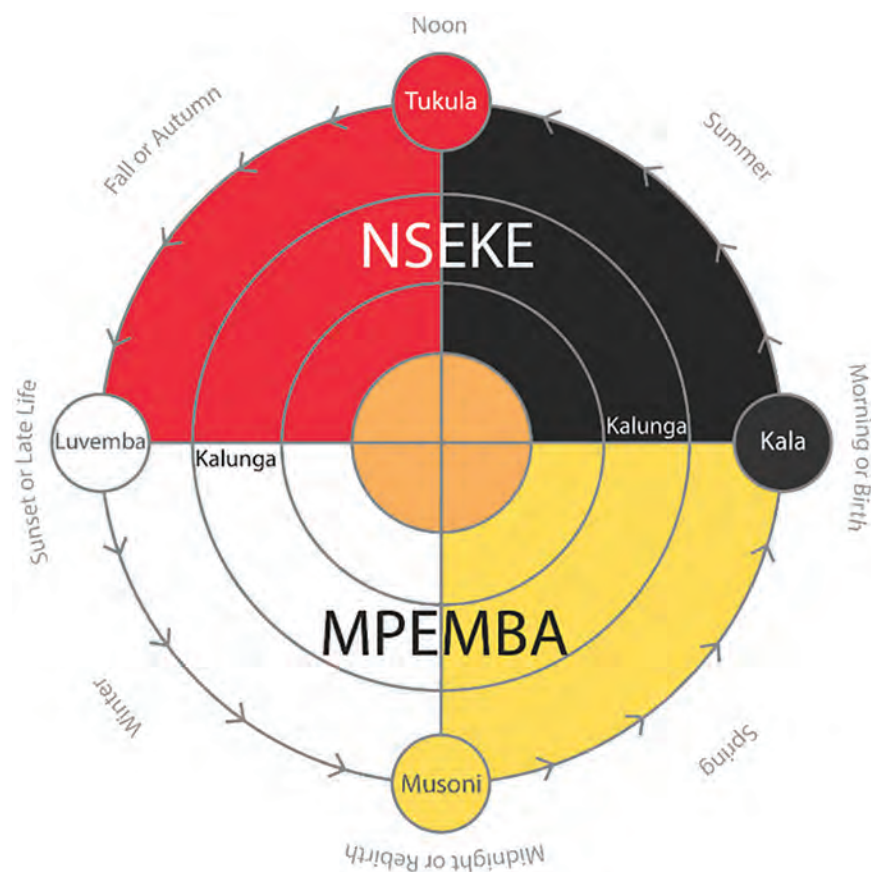 Noon
Tukula
Fall or Autumn
Summer
NSEKE
Sunset or Late Life
Luvemba
Kalunga
Kalunga
Kala
Morning or Birth
MPEMBA
Winter
Spring
Musoni
Midnight or Rebirth